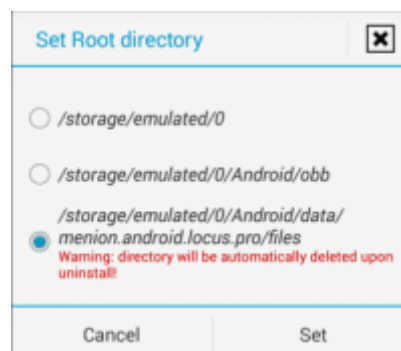 Set Root directory
/storage/emulated/0
/storage/emulated/0/Android/obb
/storage/emulated/0/Android/data/
menion.android.locus.pro/files
Warning: directory will be automatically deleted upon
uninstall!
Cancel Set